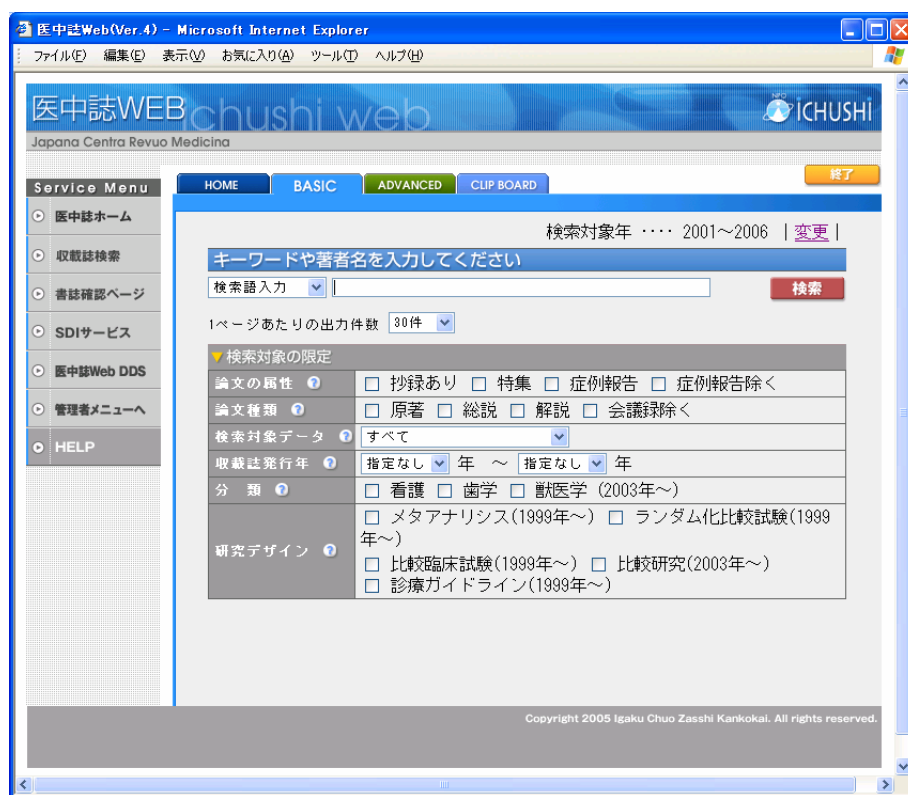 医中誌Web(Ver.4) - Microsoft Internet Explorer
ファイル(F) 編集(E) 表示(V) お気に入り(A) ツール(T) ヘルプ(H)
医中誌WEB ichushi web NPO iCHUSHi
Japana Centra Revuo Medicina
Service Menu
医中誌ホーム
収載誌検索
書誌確認ページ
SDIサービス
医中誌Web DDS
管理者メニューへ
HELP
HOME BASIC ADVANCED CLIP BOARD 終了
検索対象年 ‥‥ 2001～2006 |変更|
キーワードや著者名を入力してください
検索語入力 検索
1ページあたりの出力件数 30件
▼検索対象の限定
論文の属性 ? □ 抄録あり □ 特集 □ 症例報告 □ 症例報告除く
論文種類 ? □ 原著 □ 総説 □ 解説 □ 会議録除く
検索対象データ ? すべて
収載誌発行年 ? 指定なし 年 ～ 指定なし 年
分 類 ? □ 看護 □ 歯学 □ 獣医学 (2003年～)
研究デザイン ? □ メタアナリシス(1999年～) □ ランダム化比較試験(1999
年～)
□ 比較臨床試験(1999年～) □ 比較研究(2003年～)
□ 診療ガイドライン(1999年～)
Copyright 2005 Igaku Chuo Zasshi Kankokai. All rights reserved.